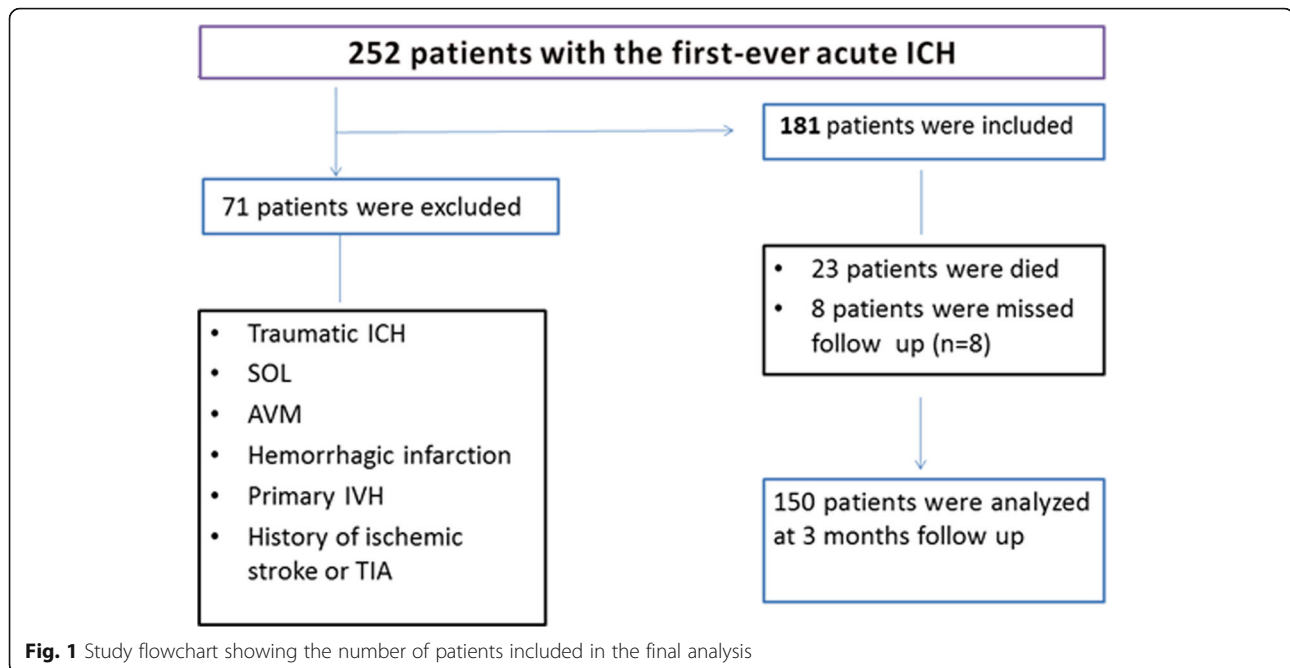 252 patients with the first-ever acute ICH
181 patients were included
71 patients were excluded
• 23 patients were died
• 8 patients were missed
follow up (n=8)
• Traumatic ICH
• SOL
• AVM
• Hemorrhagic infarction
• Primary IVH
• History of ischemic
stroke or TIA
150 patients were analyzed
at 3 months follow up
Fig. 1 Study flowchart showing the number of patients included in the final analysis